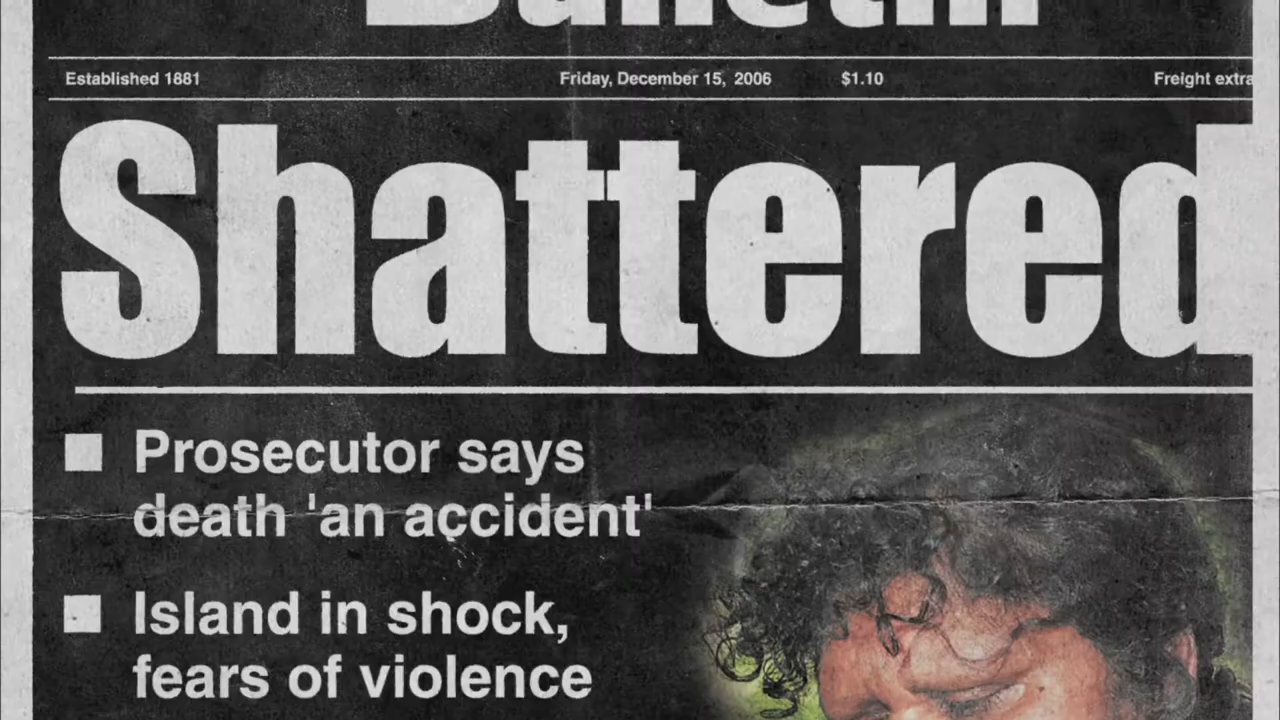 Bulletin
Established 1881 Friday, December 15, 2006 $1.10 Freight extra
Shattered
Prosecutor says
death 'an accident'
Island in shock,
fears of violence